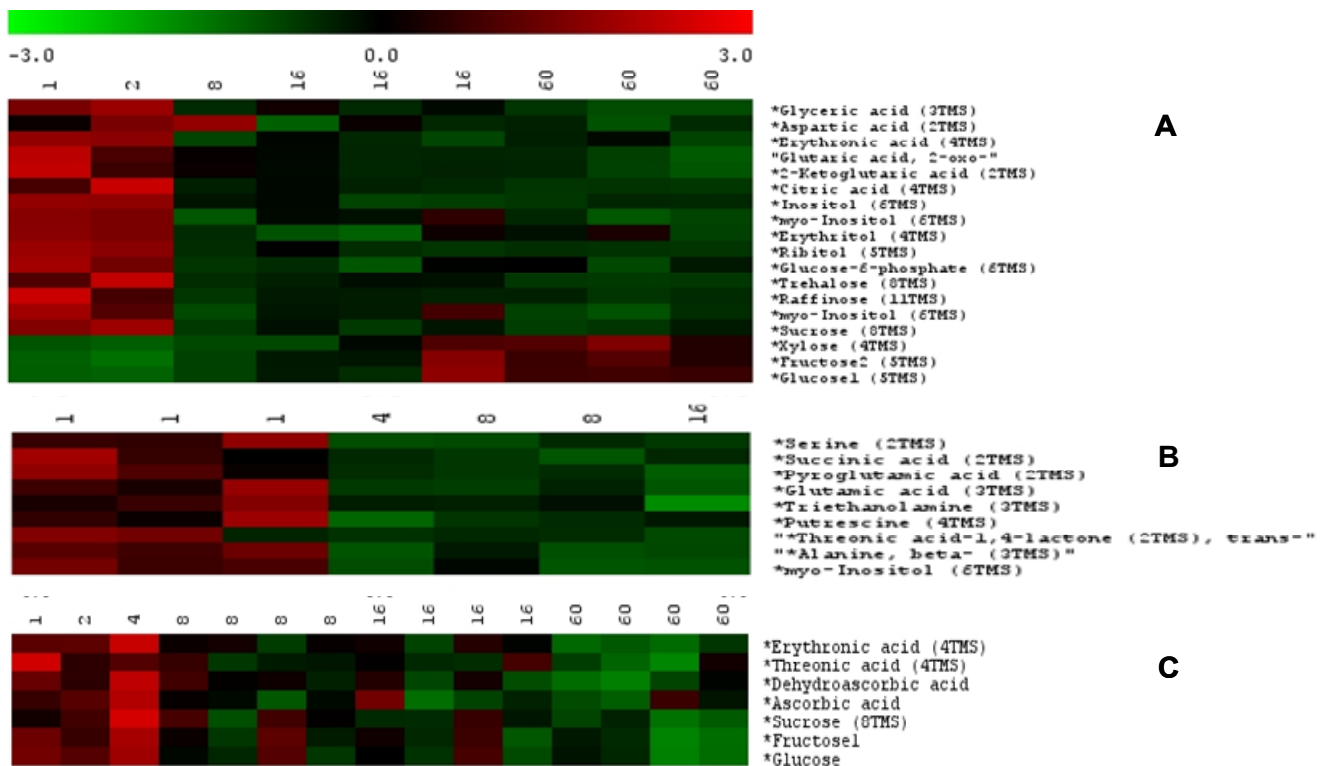 -3.0 0.0 3.0
1 2 8 16 16 16 60 60 60
*Glyceric acid (3TMS)
A
*Aspartic acid (2TMS)
*Erythronic acid (4TMS)
"Glutaric acid, 2-oxo-"
*2-Ketoglutaric acid (2TMS)
*Citric acid (4TMS)
*Inositol (6TMS)
*myo-Inositol (6TMS)
*Erythritol (4TMS)
*Ribitol (5TMS)
*Glucose-6-phosphate (6TMS)
*Trehalose (8TMS)
*Raffinose (11TMS)
*myo-Inositol (6TMS)
*Sucrose (8TMS)
*Xylose (4TMS)
*Fructose2 (5TMS)
*Glucose1 (5TMS)
1 1 1 4 8 8 16
*Serine (2TMS)
B
*Succinic acid (2TMS)
*Pyroglutamic acid (2TMS)
*Glutamic acid (3TMS)
*Triethanolamine (3TMS)
*Putrescine (4TMS)
"*Threonic acid-1,4-lactone (2TMS), trans-"
"*Alanine, beta- (3TMS)"
*myo-Inositol (6TMS)
1 2 4 8 8 8 8 16 16 16 16 60 60 60 60
*Erythronic acid (4TMS)
*Threonic acid (4TMS)
C
*Dehydroascorbic acid
*Ascorbic acid
*Sucrose (8TMS)
*Fructose1
*Glucose